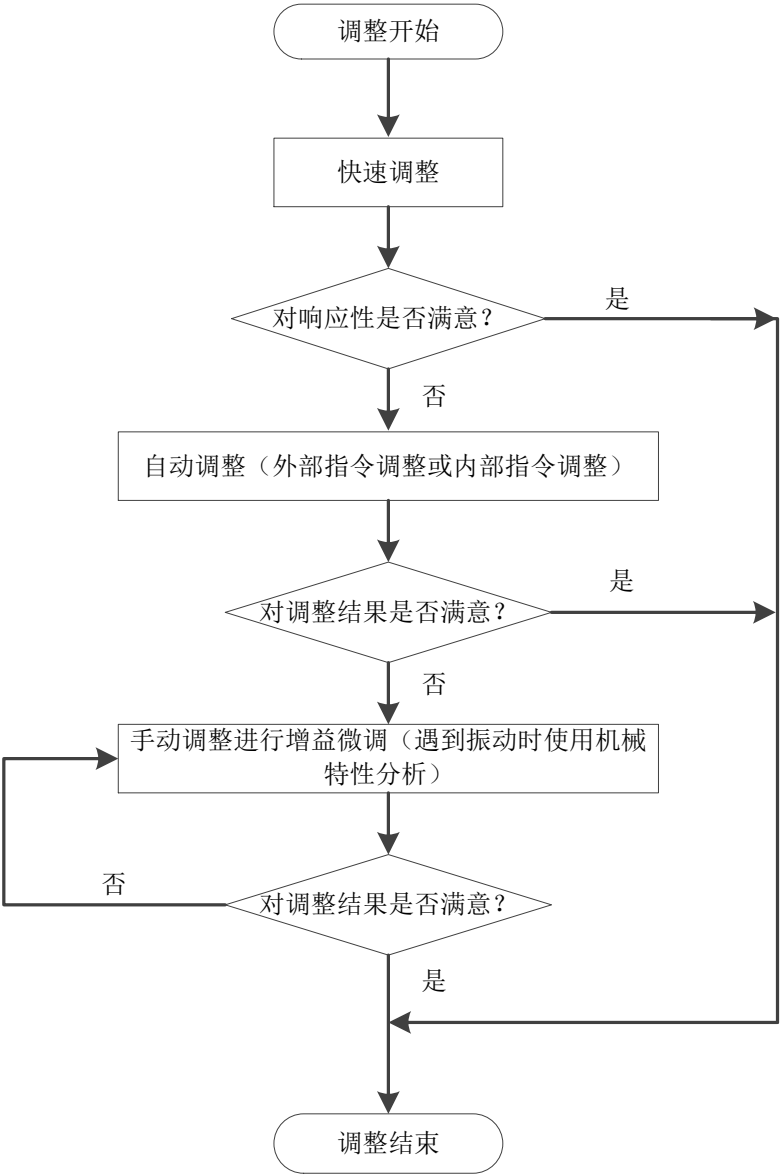 调整开始
快速调整
对响应性是否满意？
是
否
自动调整（外部指令调整或内部指令调整）
对调整结果是否满意？
是
否
手动调整进行增益微调（遇到振动时使用机械
特性分析）
对调整结果是否满意？
否
是
调整结束